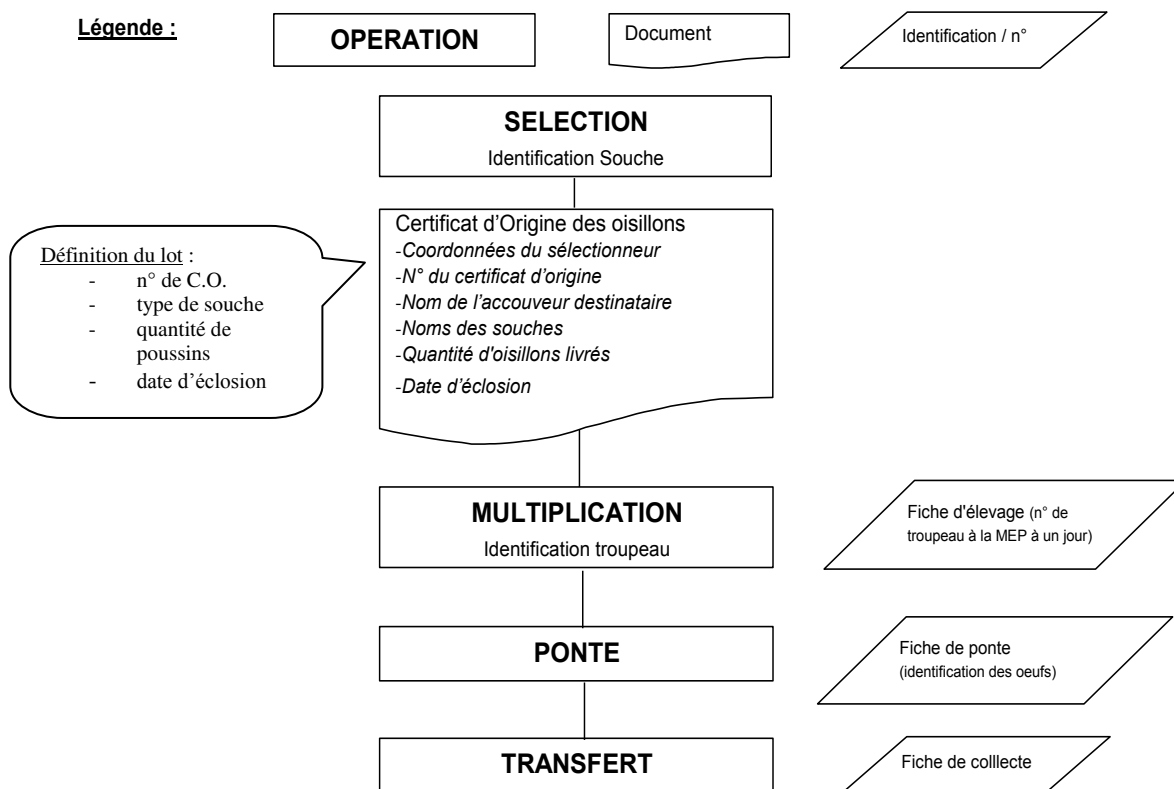 Légende :
OPERATION
Document
Identification / n°
SELECTION
Identification Souche
Certificat d'Origine des oisillons
-Coordonnées du sélectionneur
-N° du certificat d'origine
-Nom de l'accouveur destinataire
-Noms des souches
-Quantité d'oisillons livrés
-Date d'éclosion
Définition du lot :
- n° de C.O.
- type de souche
- quantité de
poussins
- date d'éclosion
MULTIPLICATION
Identification troupeau
Fiche d'élevage (n° de
troupeau à la MEP à un jour)
PONTE
Fiche de ponte
(identification des oeufs)
TRANSFERT
Fiche de colllecte